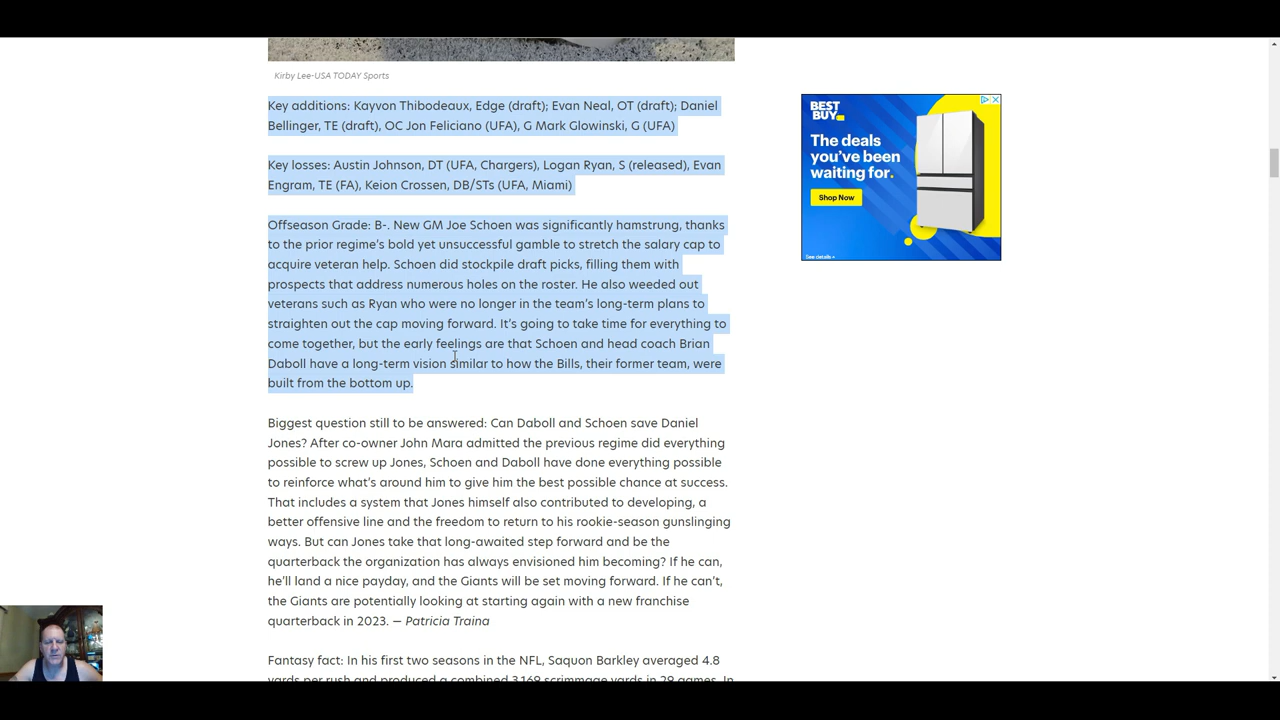 Kirby Lee-USA TODAY Sports
Key additions: Kayvon Thibodeaux, Edge (draft); Evan Neal, OT (draft); Daniel
Bellinger, TE (draft), OC Jon Feliciano (UFA), G Mark Glowinski, G (UFA)
Key losses: Austin Johnson, DT (UFA, Chargers), Logan Ryan, S (released), Evan
Engram, TE (FA), Keion Crossen, DB/STs (UFA, Miami)
Offseason Grade: B-. New GM Joe Schoen was significantly hamstrung, thanks
to the prior regime’s bold yet unsuccessful gamble to stretch the salary cap to
acquire veteran help. Schoen did stockpile draft picks, filling them with
prospects that address numerous holes on the roster. He also weeded out
veterans such as Ryan who were no longer in the team’s long-term plans to
straighten out the cap moving forward. It’s going to take time for everything to
come together, but the early feelings are that Schoen and head coach Brian
Daboll have a long-term vision similar to how the Bills, their former team, were
built from the bottom up.
Biggest question still to be answered: Can Daboll and Schoen save Daniel
Jones? After co-owner John Mara admitted the previous regime did everything
possible to screw up Jones, Schoen and Daboll have done everything possible
to reinforce what’s around him to give him the best possible chance at success.
That includes a system that Jones himself also contributed to developing, a
better offensive line and the freedom to return to his rookie-season gunslinging
ways. But can Jones take that long-awaited step forward and be the
quarterback the organization has always envisioned him becoming? If he can,
he’ll land a nice payday, and the Giants will be set moving forward. If he can’t,
the Giants are potentially looking at starting again with a new franchise
quarterback in 2023. — Patricia Traina
Fantasy fact: In his first two seasons in the NFL, Saquon Barkley averaged 4.8
yards per rush and produced a combined 3,169 scrimmage yards in 29 games. In
BEST
BUY
The deals
you’ve been
waiting for.
Shop Now
See details